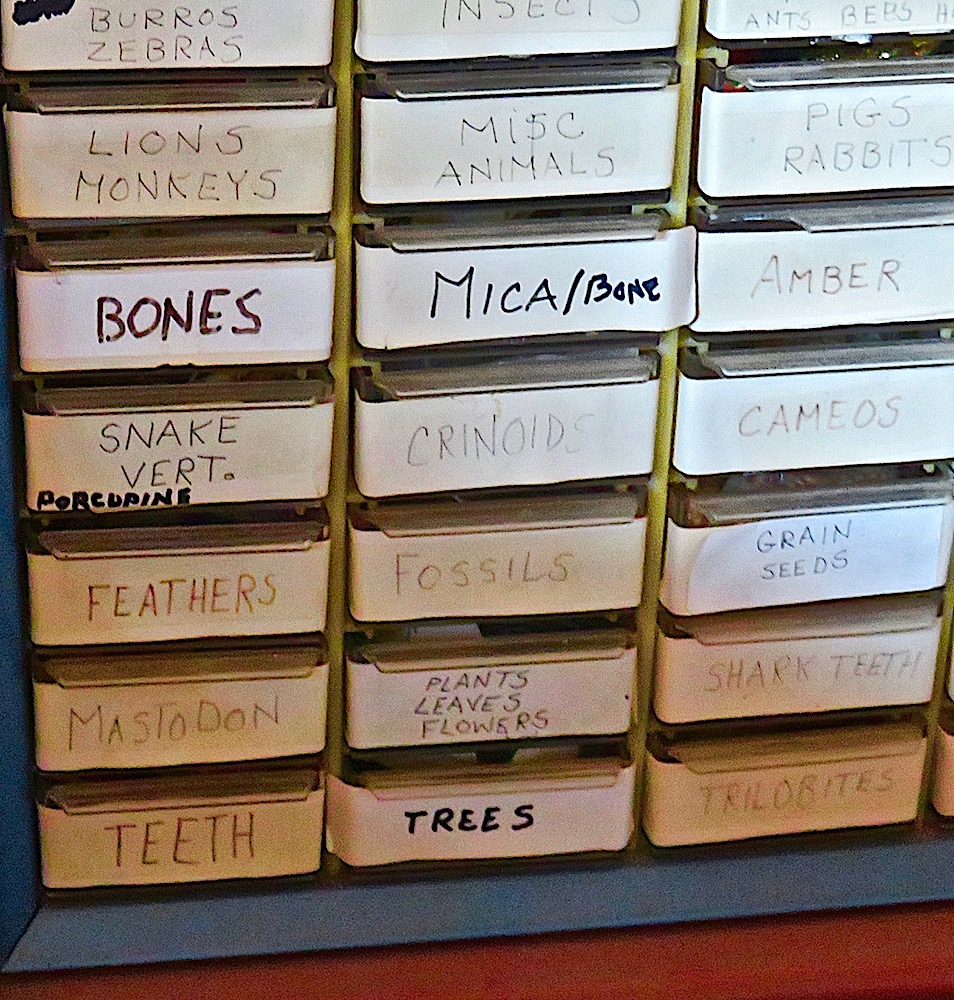 BURROS
ZEBRAS
INSECTS
ANTS BEES
LIONS
MONKEYS
MISC
ANIMALS
PIGS
RABBITS
BONES
MICA/BONE
AMBER
SNAKE
VERT.
PORCUPINE
CRINOIDS
CAMEOS
FEATHERS
FOSSILS
GRAIN
SEEDS
MASTODON
PLANTS
LEAVES
FLOWERS
SHARK TEETH
TEETH
TREES
TRILOBITES